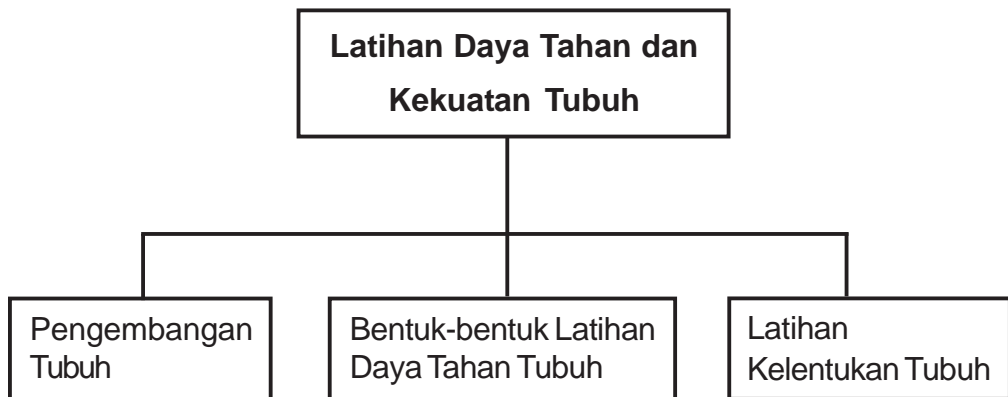 Latihan Daya Tahan dan
Kekuatan Tubuh
Pengembangan
Tubuh
Bentuk-bentuk Latihan
Daya Tahan Tubuh
Latihan
Kelentukan Tubuh